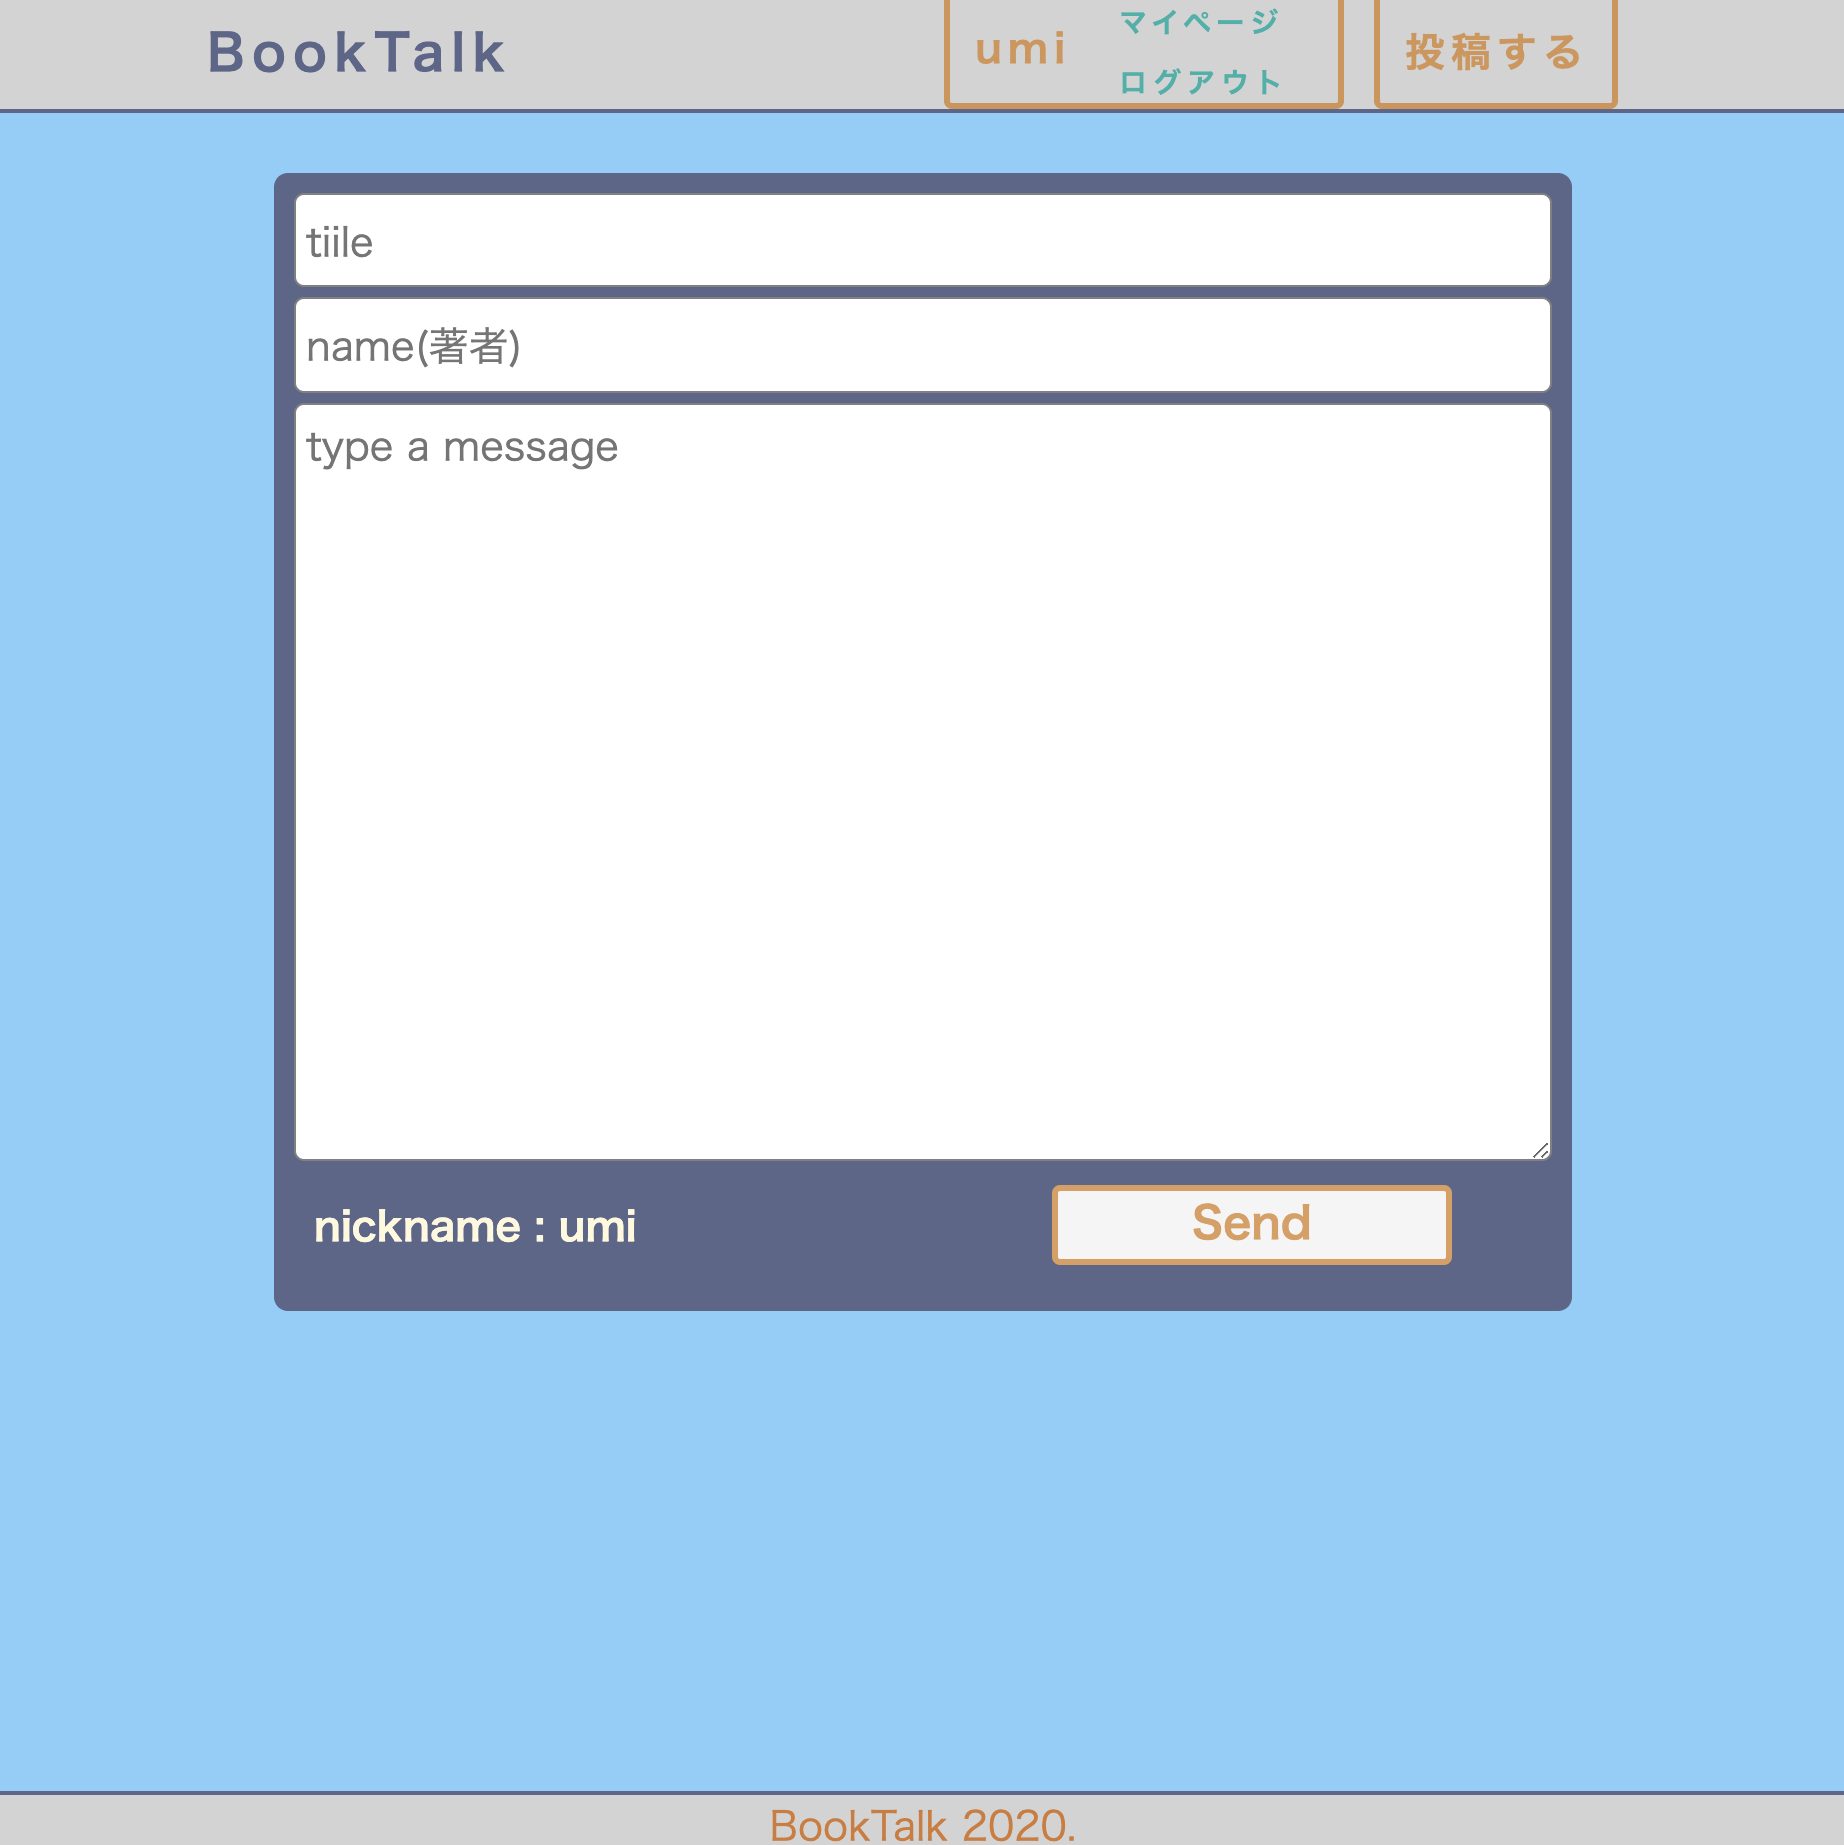 BookTalk
umi
マイページ
ログアウト
投稿する
tiile
name(著者)
type a message
nickname : umi
Send
BookTalk 2020.